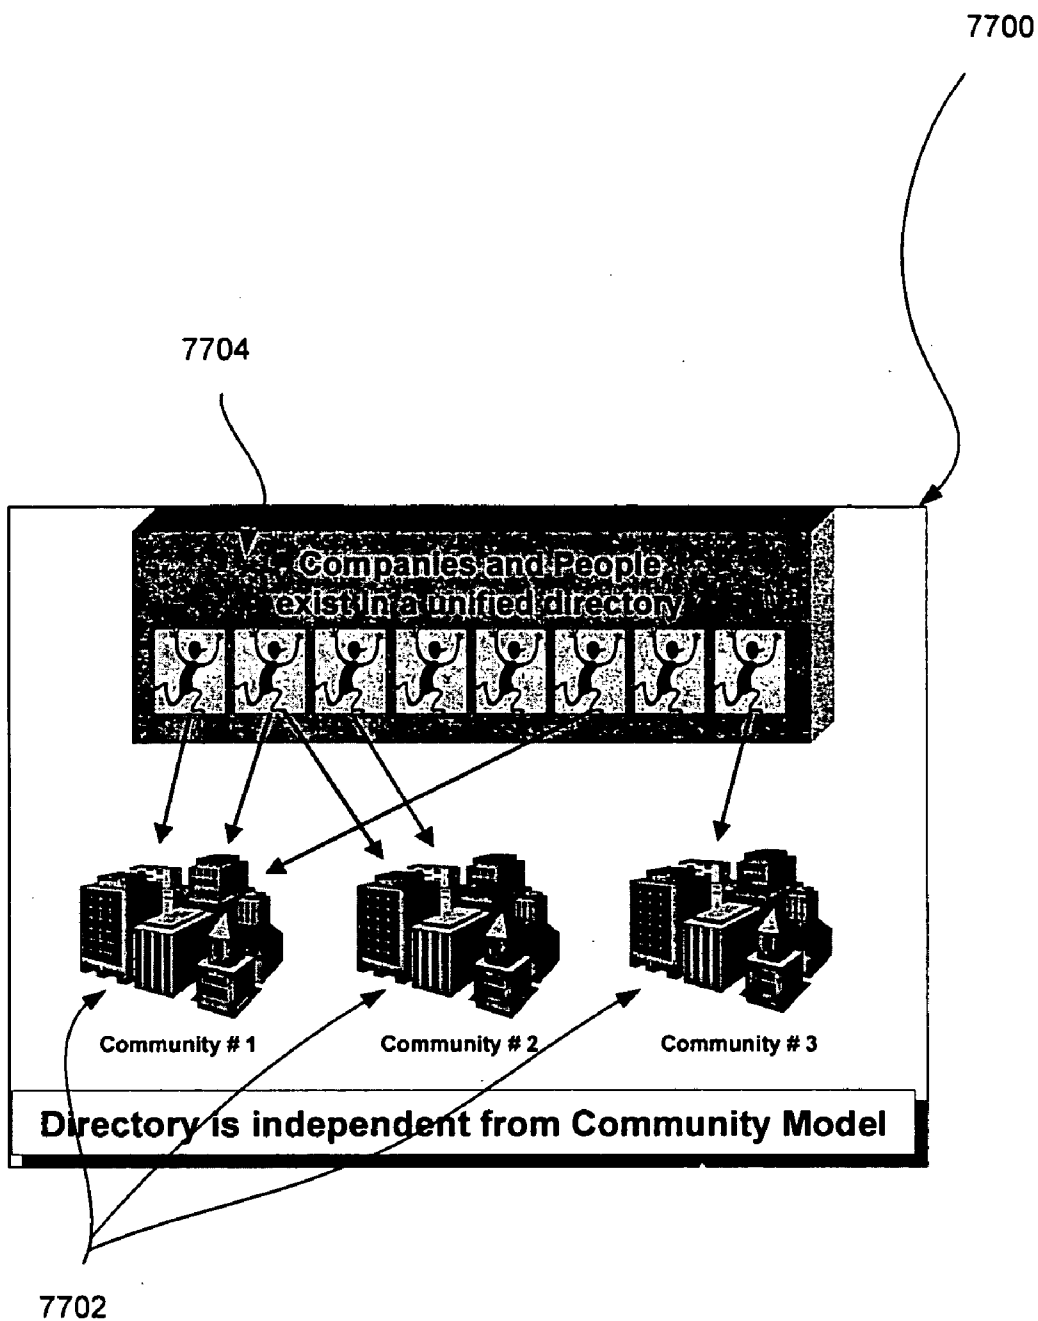 7700
7704
Companies and People
exist in a unified directory
Community # 1
Community # 2
Community # 3
Directory is independent from Community Model
7702